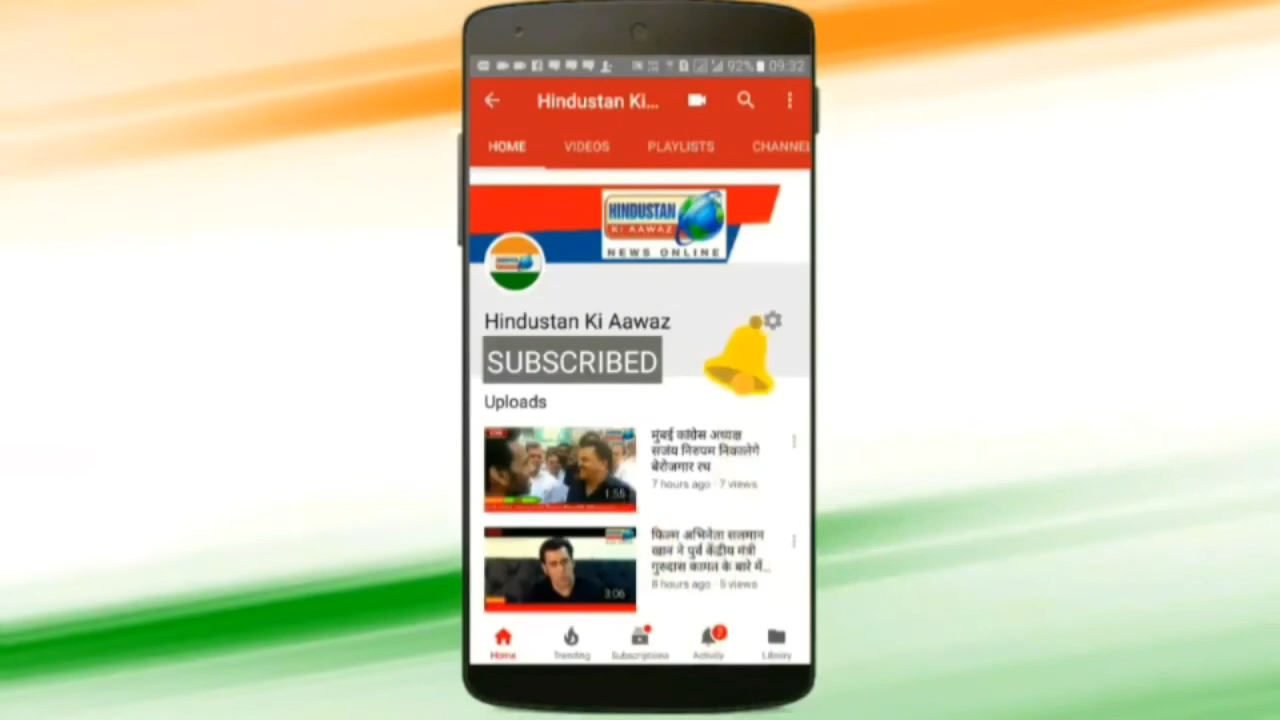 92% 09:32
Hindustan Ki...
HOME VIDEOS PLAYLISTS CHANNEL
HINDUSTAN
KI AAWAZ
NEWS ONLINE
Hindustan Ki Aawaz
SUBSCRIBED
Uploads
मुंबई कांग्रेस अध्यक्ष
संजय निरुपम निकालेगे
बेरोजगार रथ
7 hours ago · 7 views
1:55
फिल्म अभिनेता सलमान
खान ने पुर्व केंद्रीय मंत्री
गुरुदास कामत के बारे में...
8 hours ago · 5 views
3:06
Home Trending Subscriptions Activity Library
7